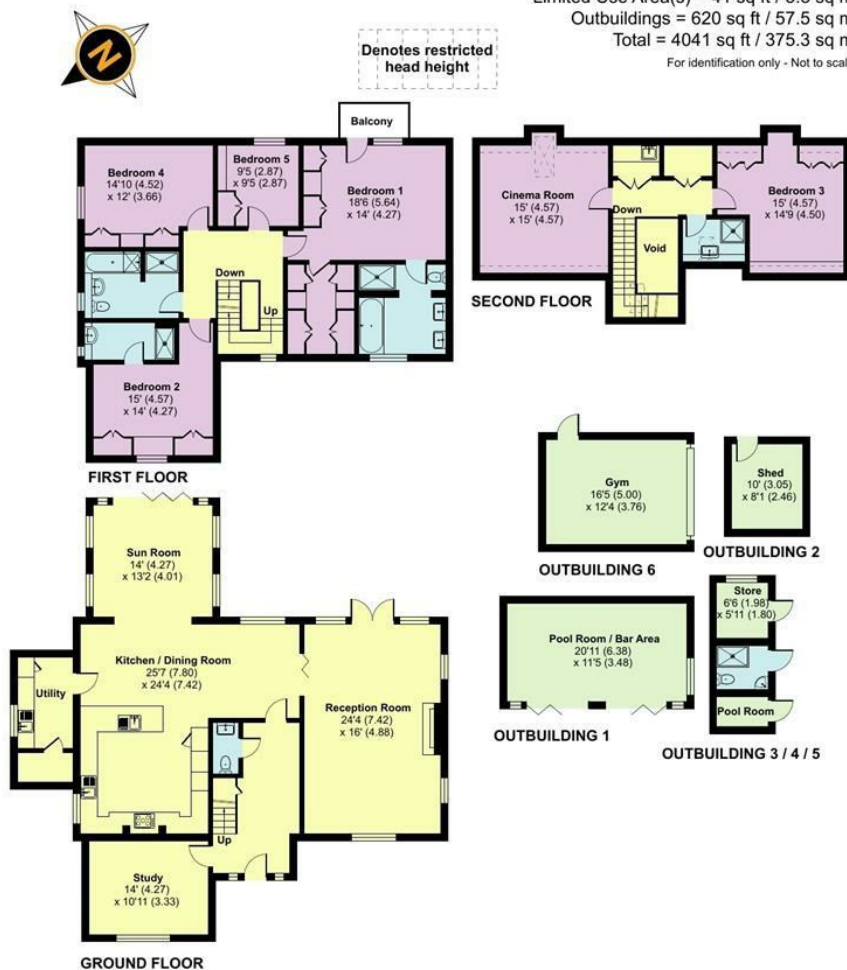 Outbuildings = 620 sq ft / 57.5 sq m
Total = 4041 sq ft / 375.3 sq m
For identification only - Not to scale
N
Denotes restricted
head height
Balcony
Bedroom 4
14'10 (4.52)
x 12' (3.66)
Bedroom 5
9'5 (2.87)
x 9'5 (2.87)
Bedroom 1
18'6 (5.64)
x 14' (4.27)
Down
Up
Bedroom 2
15' (4.57)
x 14' (4.27)
FIRST FLOOR
Cinema Room
15' (4.57)
x 15' (4.57)
Down
Void
Bedroom 3
15' (4.57)
x 14'9 (4.50)
SECOND FLOOR
Gym
16'5 (5.00)
x 12'4 (3.76)
OUTBUILDING 6
Shed
10' (3.05)
x 8'1 (2.46)
OUTBUILDING 2
Pool Room / Bar Area
20'11 (6.38)
x 11'5 (3.48)
OUTBUILDING 1
Store
6'6 (1.98)
x 5'11 (1.80)
Pool Room
OUTBUILDING 3 / 4 / 5
Sun Room
14' (4.27)
x 13'2 (4.01)
Kitchen / Dining Room
25'7 (7.80)
x 24'4 (7.42)
Utility
Reception Room
24'4 (7.42)
x 16' (4.88)
Up
Study
14' (4.27)
x 10'11 (3.33)
GROUND FLOOR